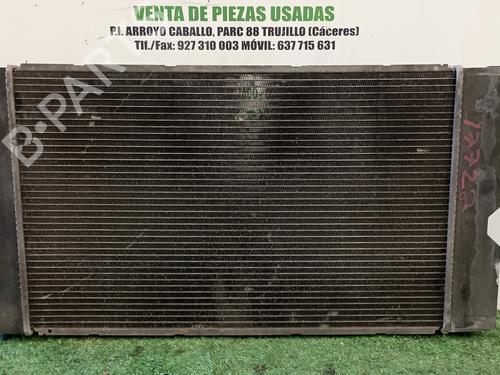 VENTA DE PIEZAS USADAS
P.I. ARROYO CABALLO, PARC 88 TRUJILLO (Cáceres)
Tlf./Fax: 927 310 003 MÓVIL: 637 715 631
B-PARTS